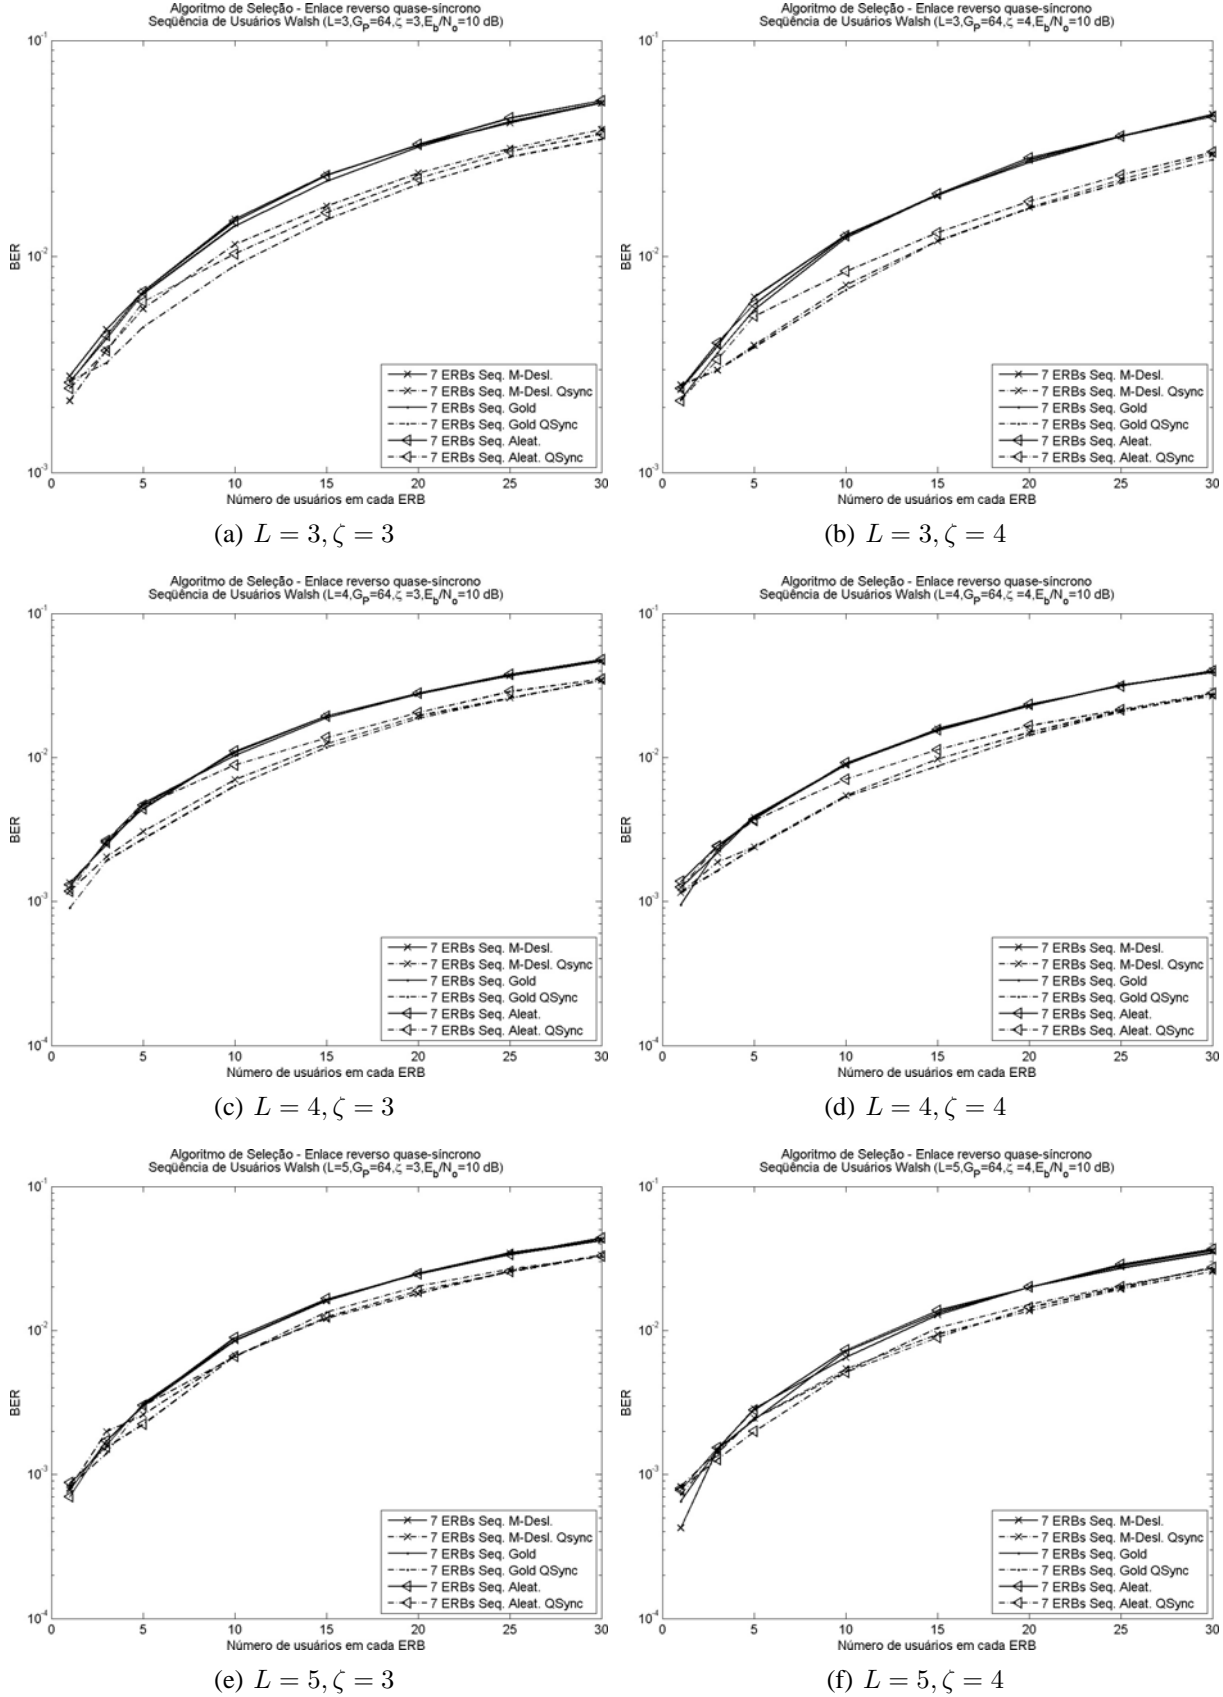 Algoritmo de Seleção - Enlace reverso quase-síncrono
Seqüência de Usuários Walsh (L=3,G_P=64,ζ =3,E_b/N_o=10 dB)
10^-1
10^-2
10^-3
BER
7 ERBs Seq. M-Desl.
7 ERBs Seq. M-Desl. Qsync
7 ERBs Seq. Gold
7 ERBs Seq. Gold QSync
7 ERBs Seq. Aleat.
7 ERBs Seq. Aleat. QSync
0 5 10 15 20 25 30
Número de usuários em cada ERB
(a) L = 3, ζ = 3
Algoritmo de Seleção - Enlace reverso quase-síncrono
Seqüência de Usuários Walsh (L=3,G_P=64,ζ =4,E_b/N_o=10 dB)
10^-1
10^-2
10^-3
BER
7 ERBs Seq. M-Desl.
7 ERBs Seq. M-Desl. Qsync
7 ERBs Seq. Gold
7 ERBs Seq. Gold QSync
7 ERBs Seq. Aleat.
7 ERBs Seq. Aleat. QSync
0 5 10 15 20 25 30
Número de usuários em cada ERB
(b) L = 3, ζ = 4
Algoritmo de Seleção - Enlace reverso quase-síncrono
Seqüência de Usuários Walsh (L=4,G_P=64,ζ =3,E_b/N_o=10 dB)
10^-1
10^-2
10^-3
10^-4
BER
7 ERBs Seq. M-Desl.
7 ERBs Seq. M-Desl. Qsync
7 ERBs Seq. Gold
7 ERBs Seq. Gold QSync
7 ERBs Seq. Aleat.
7 ERBs Seq. Aleat. QSync
0 5 10 15 20 25 30
Número de usuários em cada ERB
(c) L = 4, ζ = 3
Algoritmo de Seleção - Enlace reverso quase-síncrono
Seqüência de Usuários Walsh (L=4,G_P=64,ζ =4,E_b/N_o=10 dB)
10^-1
10^-2
10^-3
10^-4
BER
7 ERBs Seq. M-Desl.
7 ERBs Seq. M-Desl. Qsync
7 ERBs Seq. Gold
7 ERBs Seq. Gold QSync
7 ERBs Seq. Aleat.
7 ERBs Seq. Aleat. QSync
0 5 10 15 20 25 30
Número de usuários em cada ERB
(d) L = 4, ζ = 4
Algoritmo de Seleção - Enlace reverso quase-síncrono
Seqüência de Usuários Walsh (L=5,G_P=64,ζ =3,E_b/N_o=10 dB)
10^-1
10^-2
10^-3
10^-4
BER
7 ERBs Seq. M-Desl.
7 ERBs Seq. M-Desl. Qsync
7 ERBs Seq. Gold
7 ERBs Seq. Gold QSync
7 ERBs Seq. Aleat.
7 ERBs Seq. Aleat. QSync
0 5 10 15 20 25 30
Número de usuários em cada ERB
(e) L = 5, ζ = 3
Algoritmo de Seleção - Enlace reverso quase-síncrono
Seqüência de Usuários Walsh (L=5,G_P=64,ζ =4,E_b/N_o=10 dB)
10^-1
10^-2
10^-3
10^-4
BER
7 ERBs Seq. M-Desl.
7 ERBs Seq. M-Desl. Qsync
7 ERBs Seq. Gold
7 ERBs Seq. Gold QSync
7 ERBs Seq. Aleat.
7 ERBs Seq. Aleat. QSync
0 5 10 15 20 25 30
Número de usuários em cada ERB
(f) L = 5, ζ = 4